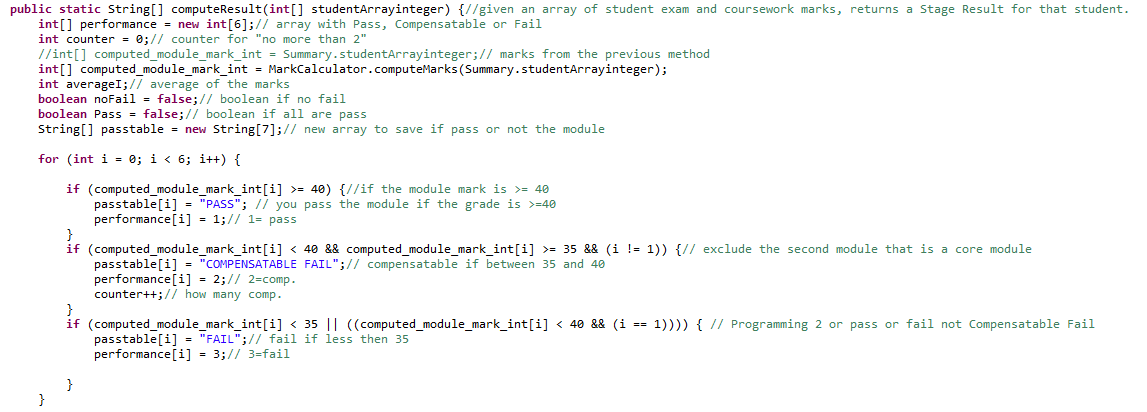 public static String[] computeResult(int[] studentArrayinteger) {//given an array of student exam and coursework marks, returns a Stage Result for that student.
    int[] performance = new int[6];// array with Pass, Compensatable or Fail
    int counter = 0;// counter for "no more than 2"
    //int[] computed_module_mark_int = Summary.studentArrayinteger;// marks from the previous method
    int[] computed_module_mark_int = MarkCalculator.computeMarks(Summary.studentArrayinteger);
    int averageI;// average of the marks
    boolean noFail = false;// boolean if no fail
    boolean Pass = false;// boolean if all are pass
    String[] passtable = new String[7];// new array to save if pass or not the module
    for (int i = 0; i < 6; i++) {
        if (computed_module_mark_int[i] >= 40) {//if the module mark is >= 40
            passtable[i] = "PASS"; // you pass the module if the grade is >=40
            performance[i] = 1;// 1= pass
        }
        if (computed_module_mark_int[i] < 40 && computed_module_mark_int[i] >= 35 && (i != 1)) {// exclude the second module that is a core module
            passtable[i] = "COMPENSATABLE FAIL";// compensatable if between 35 and 40
            performance[i] = 2;// 2=comp.
            counter++;// how many comp.
        }
        if (computed_module_mark_int[i] < 35 || ((computed_module_mark_int[i] < 40 && (i == 1)))) { // Programming 2 or pass or fail not Compensatable Fail
            passtable[i] = "FAIL";// fail if less then 35
            performance[i] = 3;// 3=fail
        }
    }